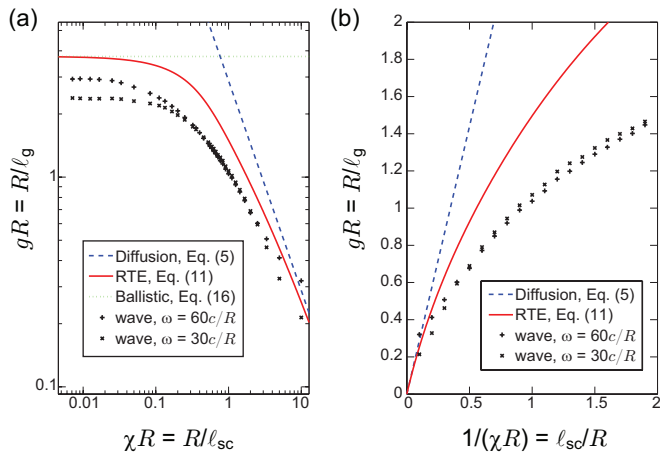 (a)
gR = R/ℓg
1
0.1
Diffusion, Eq. (5)
RTE, Eq. (11)
Ballistic, Eq. (16)
wave, ω = 60c/R
wave, ω = 30c/R
0.01 0.1 1 10
χR = R/ℓsc
(b)
gR = R/ℓg
2
1.8
1.6
1.4
1.2
1
0.8
0.6
0.4
0.2
0
Diffusion, Eq. (5)
RTE, Eq. (11)
wave, ω = 60c/R
wave, ω = 30c/R
0 0.5 1 1.5 2
1/(χR) = ℓsc/R